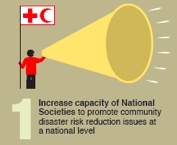 1
Increase capacity of National
Societies to promote community
disaster risk reduction issues at
a national level